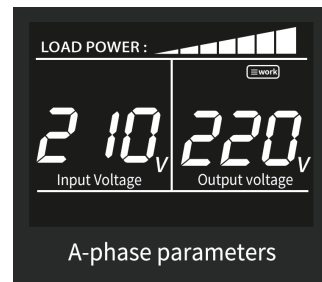 LOAD POWER :
work
210V
220V
Input Voltage
Output voltage
A-phase parameters